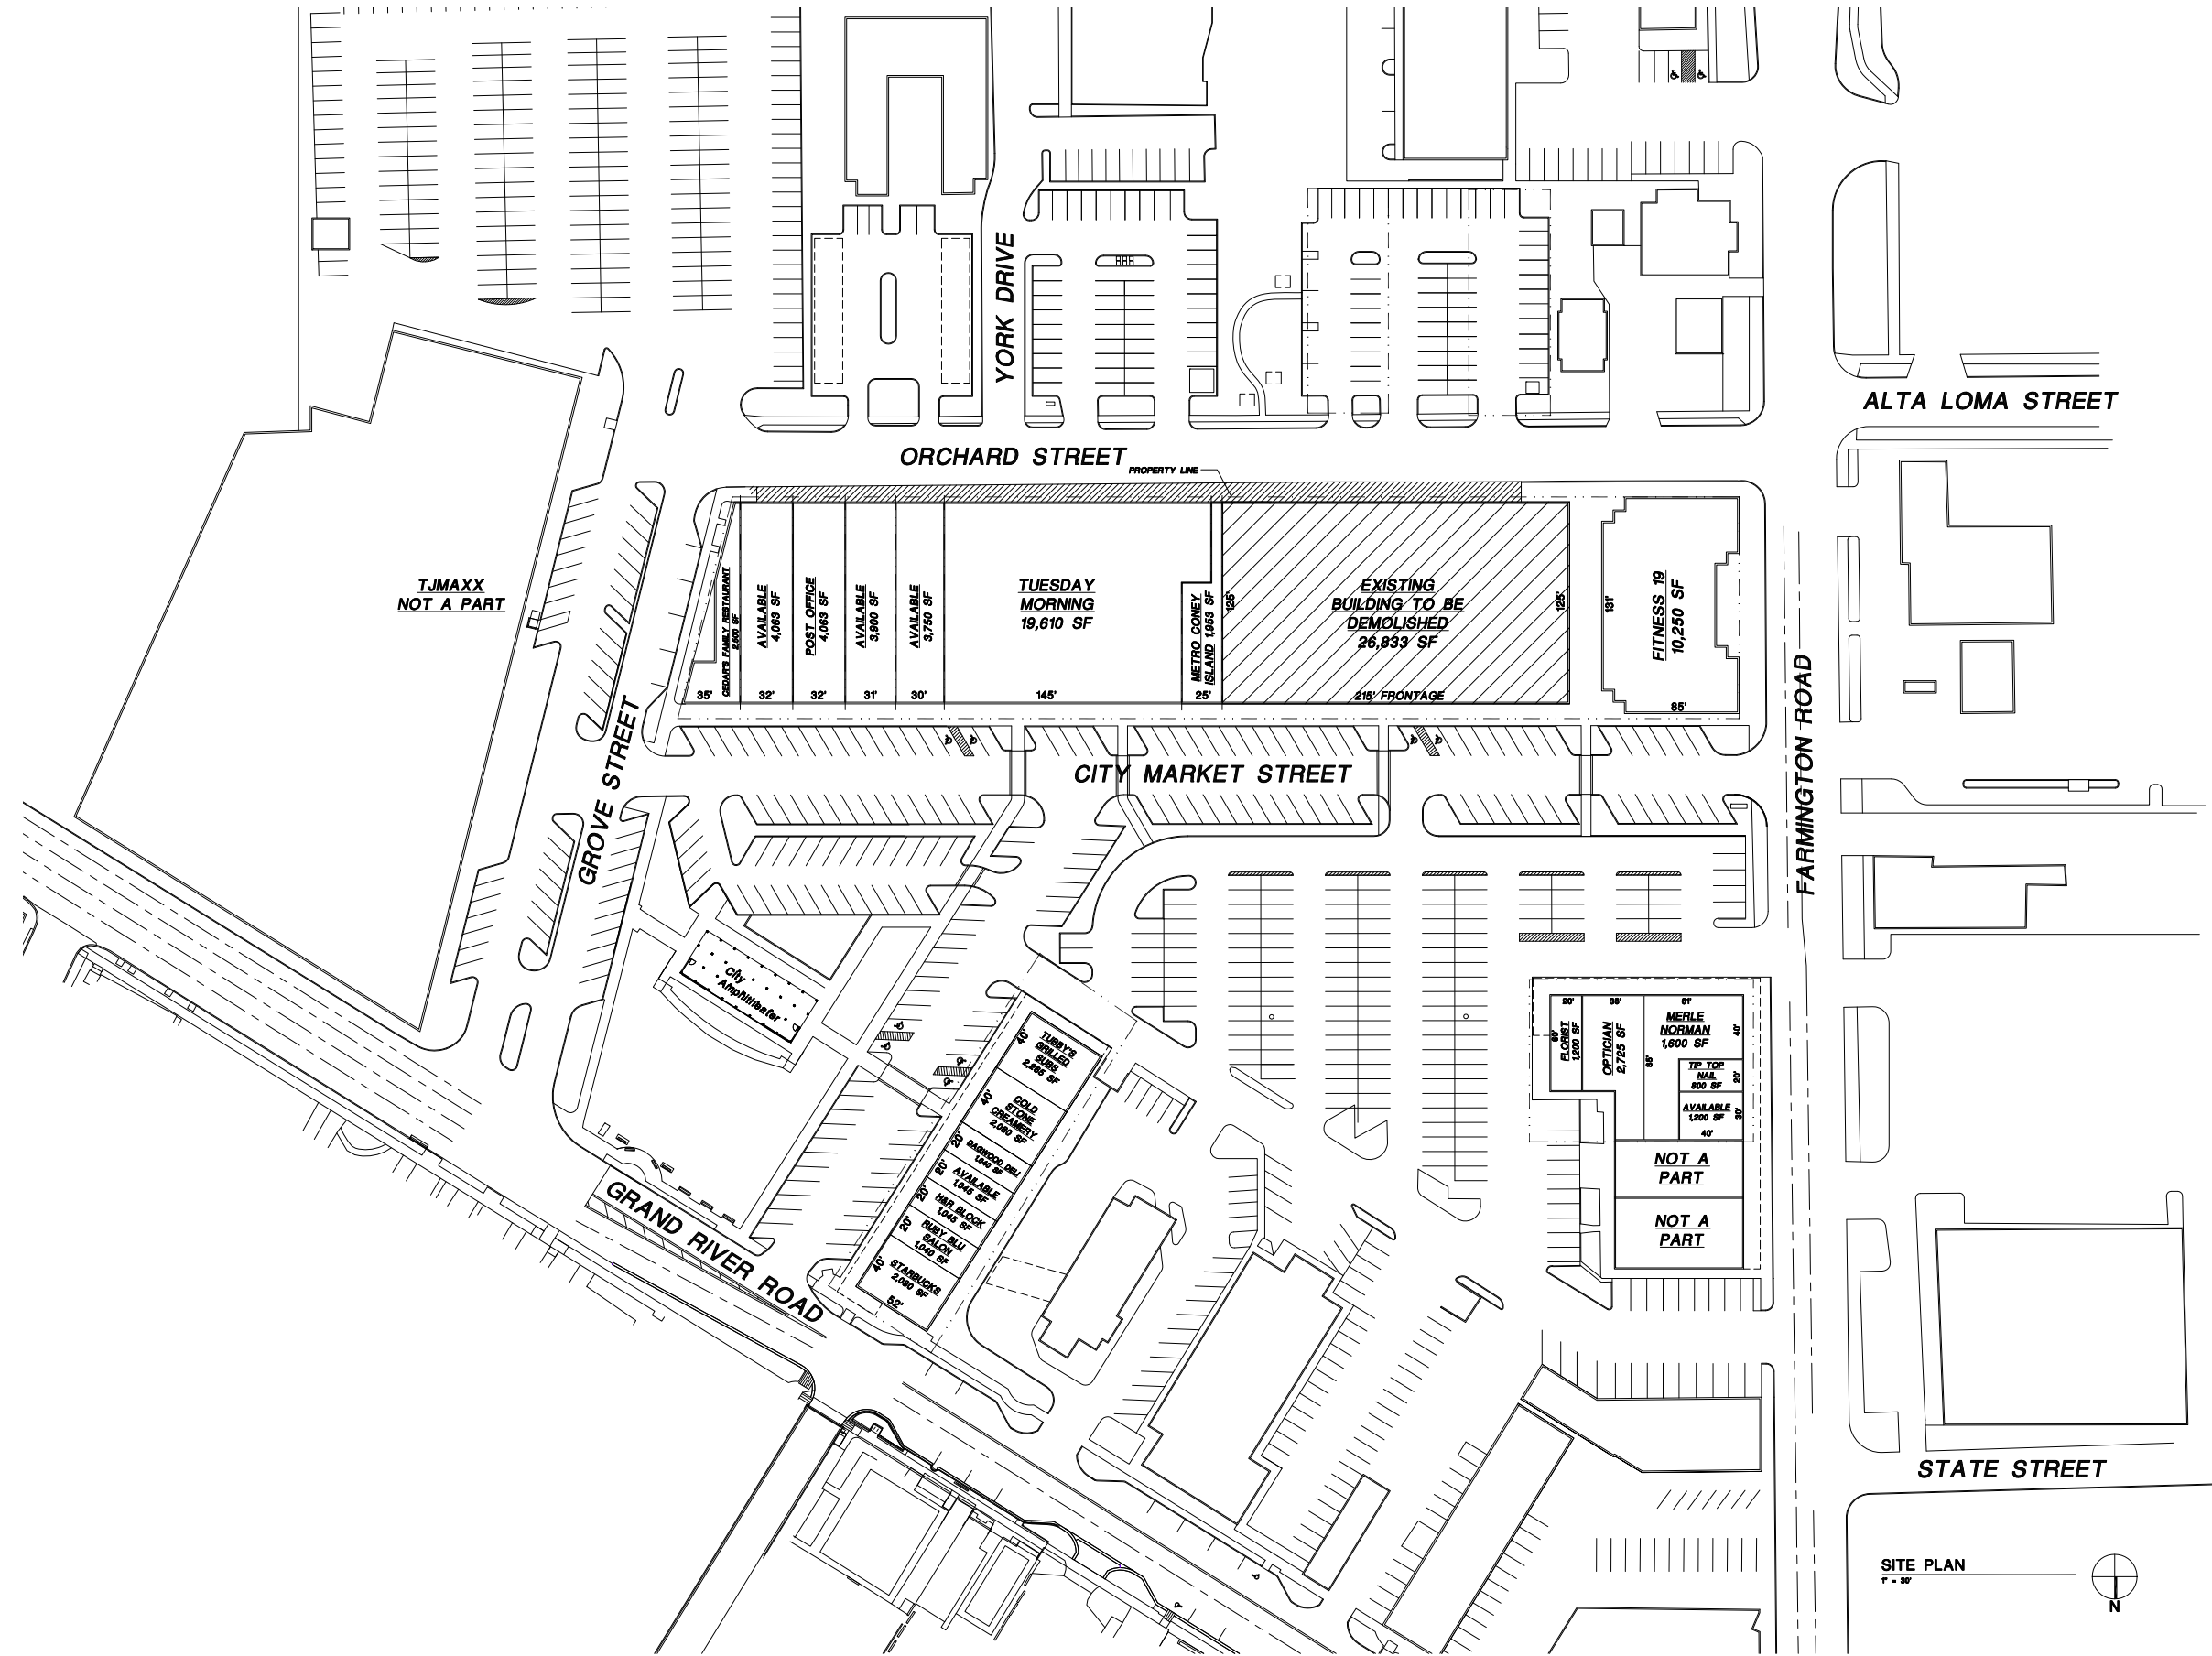 YORK DRIVE
ALTA LOMA STREET
ORCHARD STREET
PROPERTY LINE
TJMAXX
NOT A PART
CEDAR'S FAMILY RESTAURANT
AVAILABLE
4,063 SF
POST OFFICE
4,063 SF
AVAILABLE
3,900 SF
AVAILABLE
3,750 SF
TUESDAY
MORNING
19,610 SF
METRO CONEY
ISLAND 1,953 SF
125'
EXISTING
BUILDING TO BE
DEMOLISHED
26,833 SF
125'
131'
FITNESS 19
10,250 SF
35'
32'
32'
31'
30'
145'
25'
215' FRONTAGE
85'
GROVE STREET
CITY MARKET STREET
FARMINGTON ROAD
City
Amphitheater
40'
TUBBY'S
GRILLED
SUBS
2,265 SF
40'
COLD
STONE
CREAMERY
2,080 SF
20'
DAGWOOD DELI
1,040 SF
20'
AVAILABLE
1,045 SF
20'
H&R BLOCK
1,045 SF
20'
RUBY BLU
SALON
1,040 SF
40'
STARBUCKS
2,080 SF
52'
20'
38'
61'
60'
FLORIST
1,200 SF
OPTICIAN
2,725 SF
MERLE
NORMAN
1,600 SF
40'
TIP TOP
NAIL
800 SF
20'
AVAILABLE
1,200 SF
30'
40'
NOT A
PART
NOT A
PART
GRAND RIVER ROAD
STATE STREET
SITE PLAN
1" = 30'
N